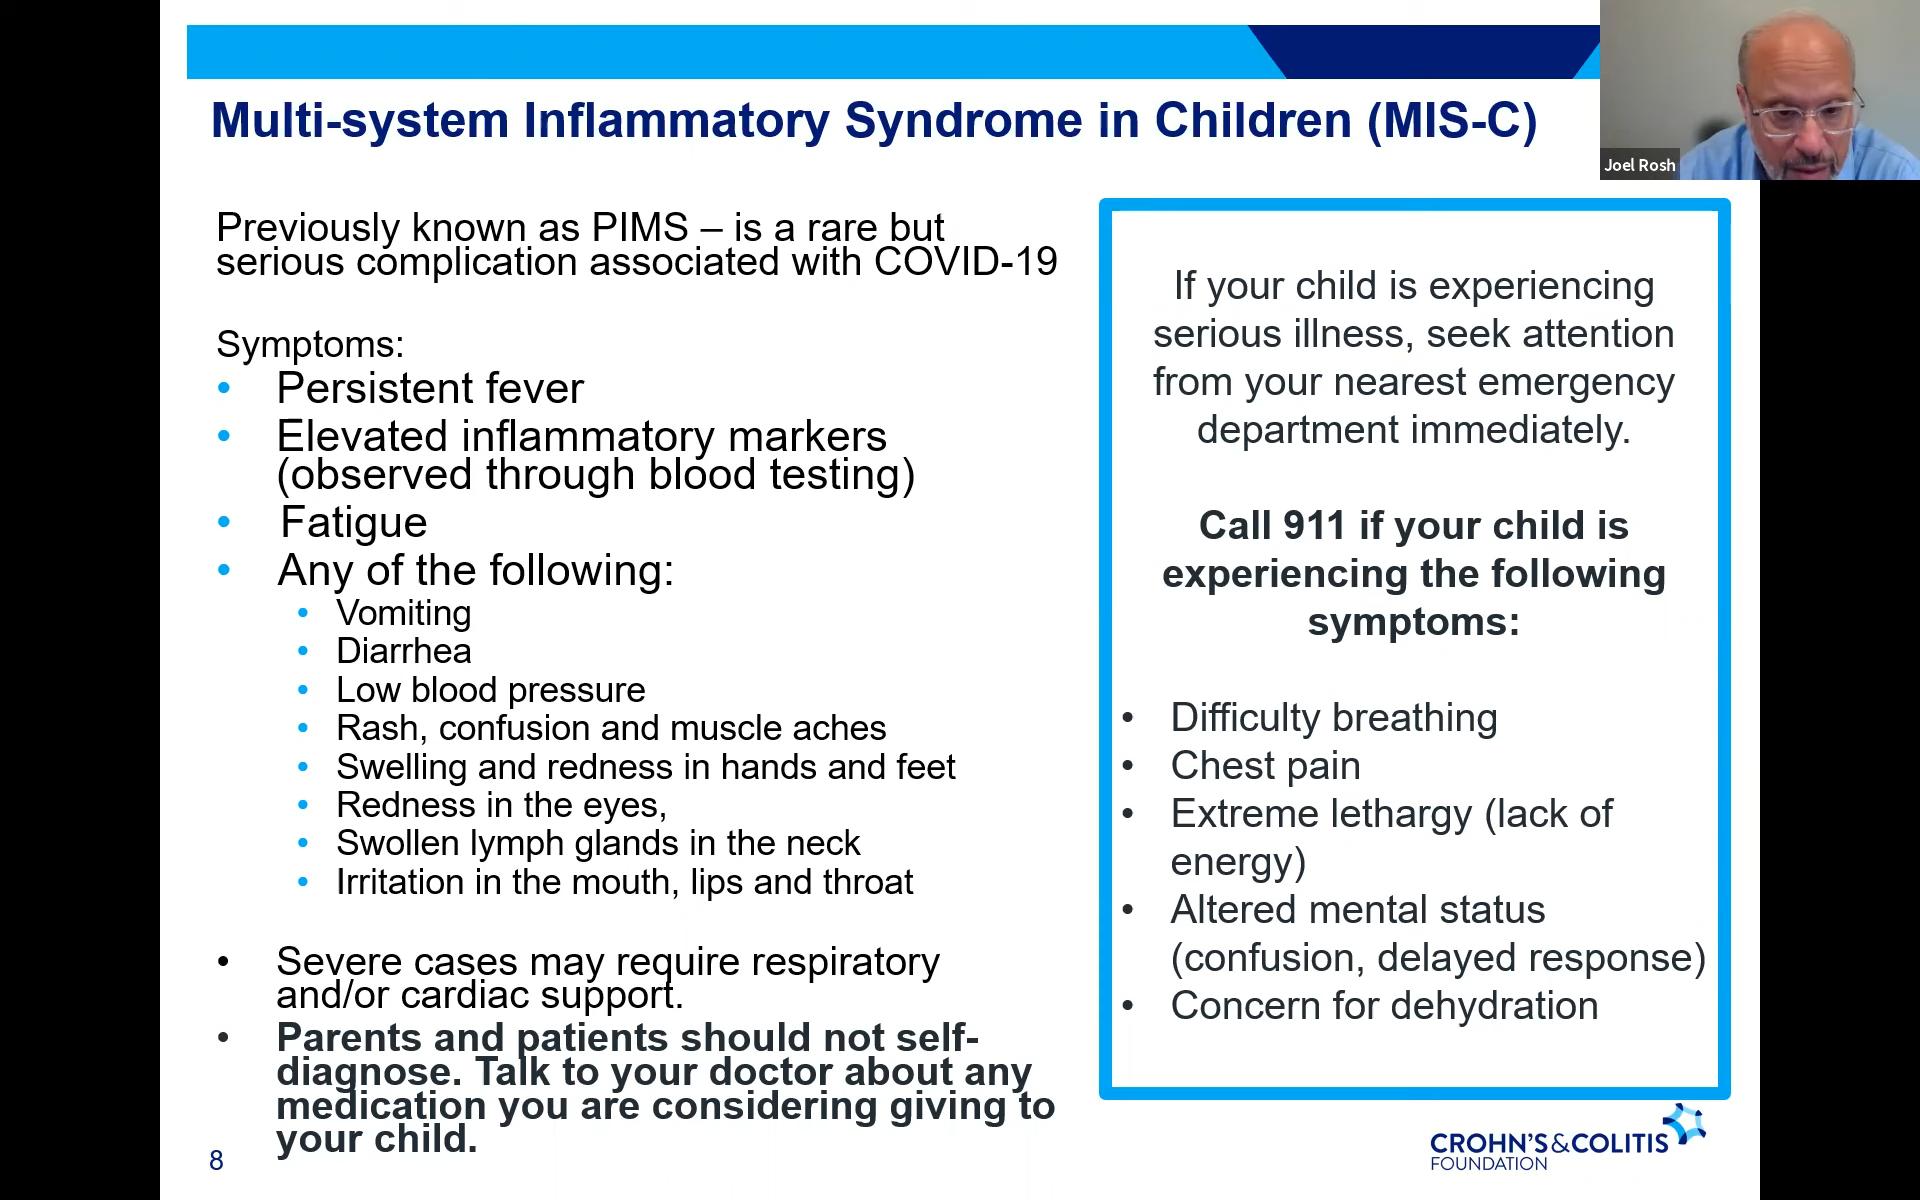 Multi-system Inflammatory Syndrome in Children (MIS-C)
Joel Rosh
Previously known as PIMS – is a rare but
serious complication associated with COVID-19
Symptoms:
• Persistent fever
• Elevated inflammatory markers
(observed through blood testing)
• Fatigue
• Any of the following:
• Vomiting
• Diarrhea
• Low blood pressure
• Rash, confusion and muscle aches
• Swelling and redness in hands and feet
• Redness in the eyes,
• Swollen lymph glands in the neck
• Irritation in the mouth, lips and throat
• Severe cases may require respiratory
and/or cardiac support.
• Parents and patients should not self-
diagnose. Talk to your doctor about any
medication you are considering giving to
your child.
If your child is experiencing
serious illness, seek attention
from your nearest emergency
department immediately.
Call 911 if your child is
experiencing the following
symptoms:
• Difficulty breathing
• Chest pain
• Extreme lethargy (lack of
energy)
• Altered mental status
(confusion, delayed response)
• Concern for dehydration
8
CROHN'S&COLITIS
FOUNDATION